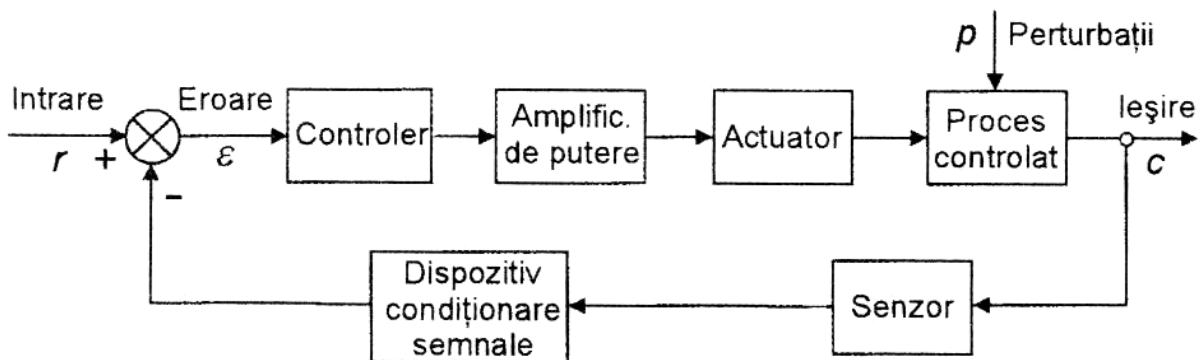 p Perturbații
Intrare
Eroare
Ieșire
Controler
Amplific.
de putere
Actuator
Proces
controlat
r +
ε
c
-
Dispozitiv
condiționare
semnale
Senzor